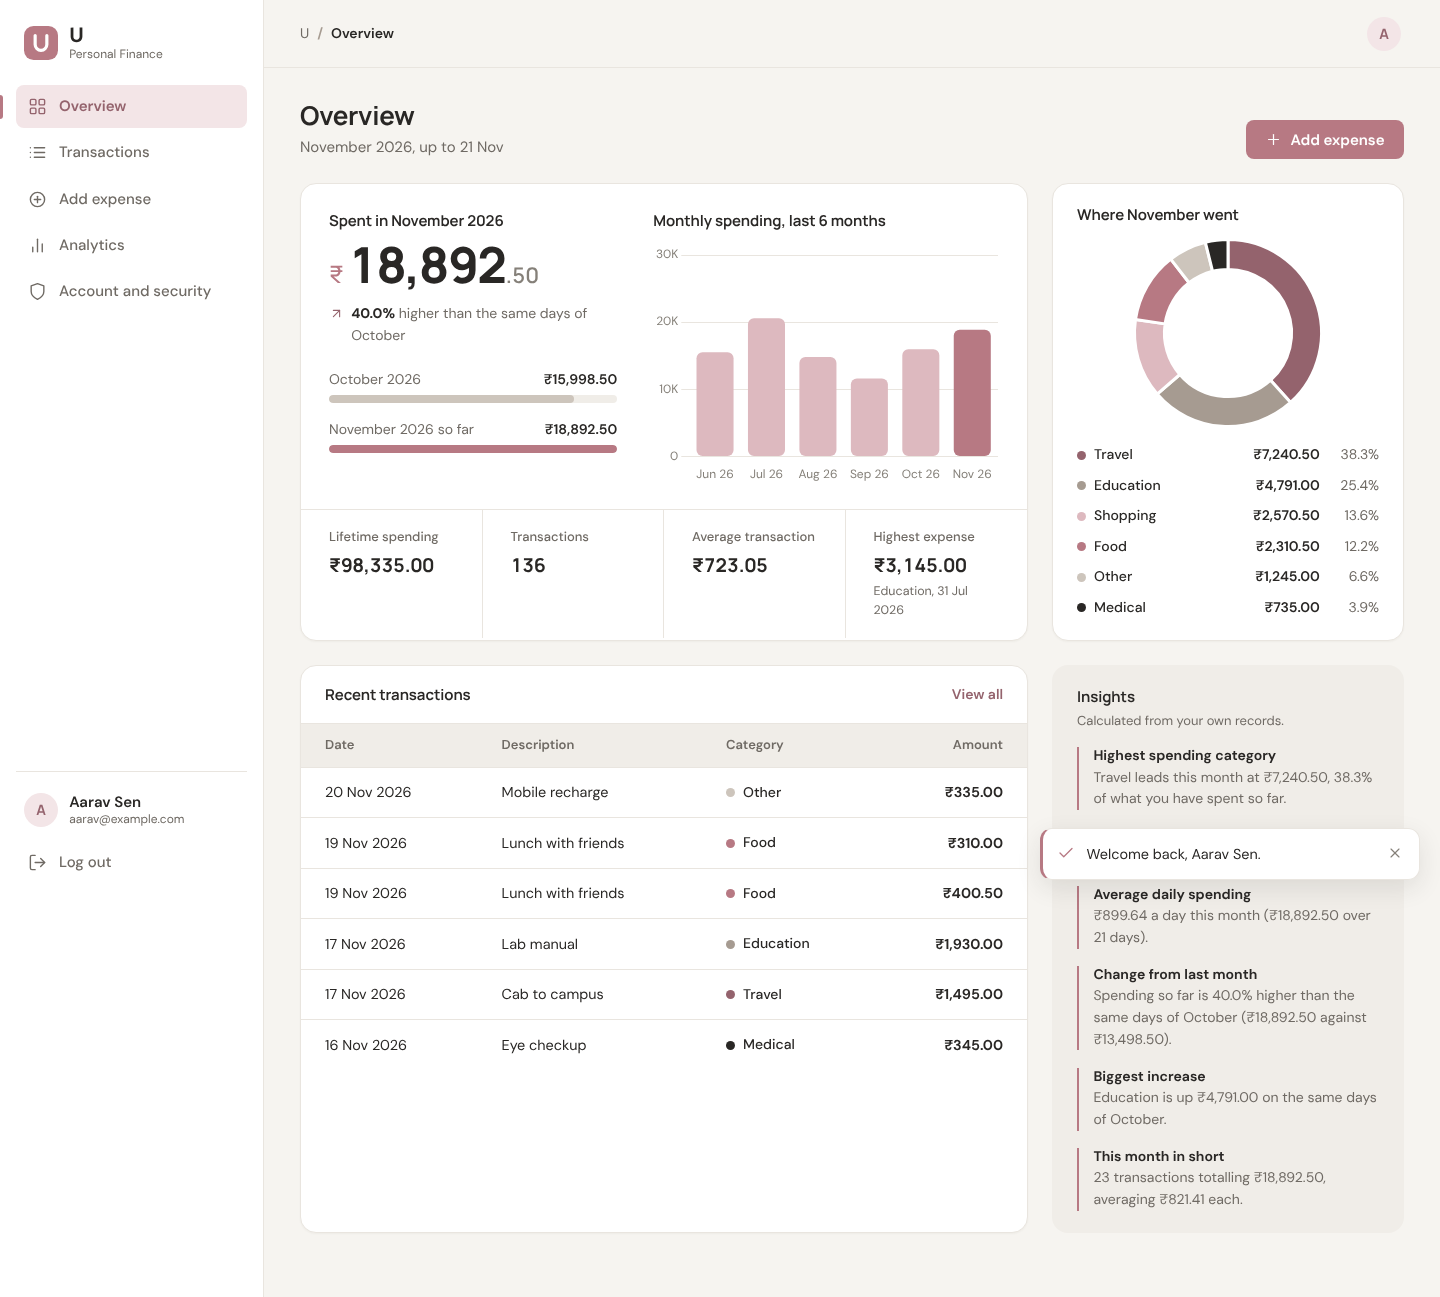 U
U
Personal Finance
Overview
Transactions
Add expense
Analytics
Account and security
A
Aarav Sen
aarav@example.com
Log out
U / Overview
A
Overview
November 2026, up to 21 Nov
+ Add expense
Spent in November 2026
₹ 18,892.50
40.0% higher than the same days of
October
October 2026 ₹15,998.50
November 2026 so far ₹18,892.50
Monthly spending, last 6 months
30K
20K
10K
0
Jun 26 Jul 26 Aug 26 Sep 26 Oct 26 Nov 26
Lifetime spending
₹98,335.00
Transactions
136
Average transaction
₹723.05
Highest expense
₹3,145.00
Education, 31 Jul
2026
Where November went
Travel ₹7,240.50 38.3%
Education ₹4,791.00 25.4%
Shopping ₹2,570.50 13.6%
Food ₹2,310.50 12.2%
Other ₹1,245.00 6.6%
Medical ₹735.00 3.9%
Recent transactions View all
Date Description Category Amount
20 Nov 2026 Mobile recharge Other ₹335.00
19 Nov 2026 Lunch with friends Food ₹310.00
19 Nov 2026 Lunch with friends Food ₹400.50
17 Nov 2026 Lab manual Education ₹1,930.00
17 Nov 2026 Cab to campus Travel ₹1,495.00
16 Nov 2026 Eye checkup Medical ₹345.00
Insights
Calculated from your own records.
Highest spending category
Travel leads this month at ₹7,240.50, 38.3%
of what you have spent so far.
Welcome back, Aarav Sen.
Average daily spending
₹899.64 a day this month (₹18,892.50 over
21 days).
Change from last month
Spending so far is 40.0% higher than the
same days of October (₹18,892.50 against
₹13,498.50).
Biggest increase
Education is up ₹4,791.00 on the same days
of October.
This month in short
23 transactions totalling ₹18,892.50,
averaging ₹821.41 each.